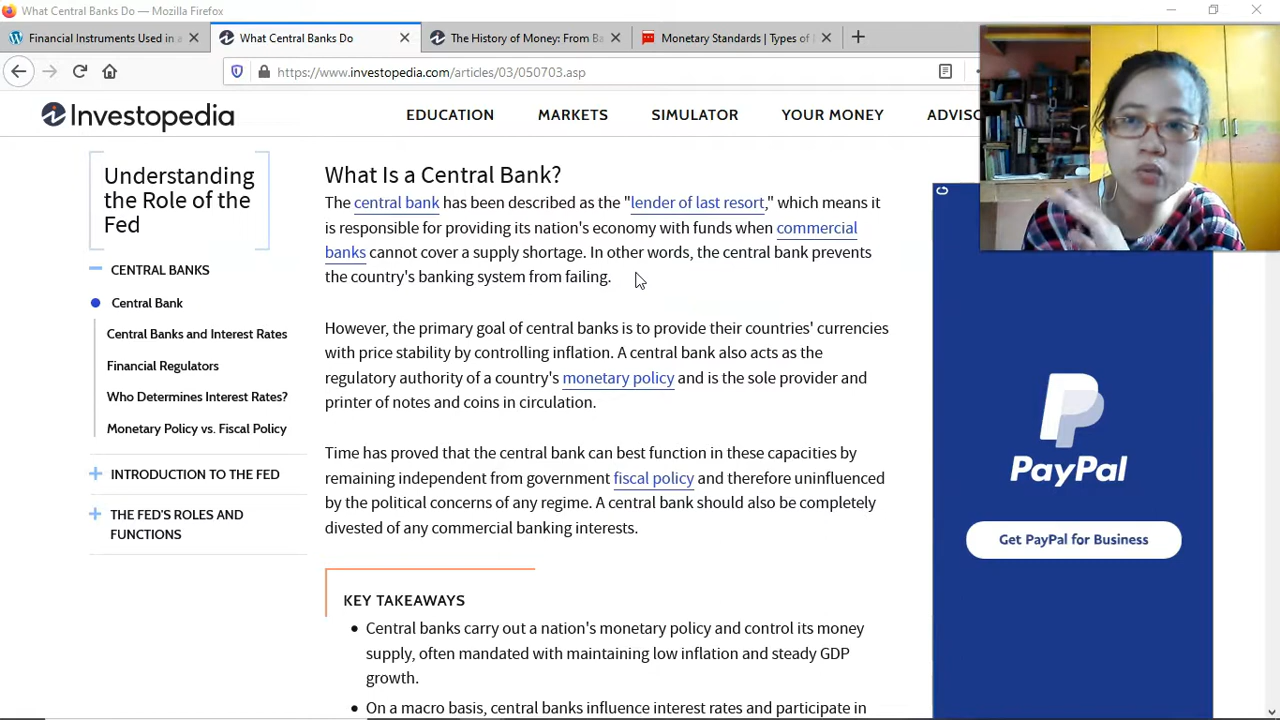 What Central Banks Do — Mozilla Firefox
Financial Instruments Used in
What Central Banks Do
The History of Money: From Ba
Monetary Standards | Types of
https://www.investopedia.com/articles/03/050703.asp
Investopedia
EDUCATION
MARKETS
SIMULATOR
YOUR MONEY
ADVISO
Understanding
the Role of the
Fed
CENTRAL BANKS
Central Bank
Central Banks and Interest Rates
Financial Regulators
Who Determines Interest Rates?
Monetary Policy vs. Fiscal Policy
INTRODUCTION TO THE FED
THE FED'S ROLES AND
FUNCTIONS
What Is a Central Bank?
The central bank has been described as the "lender of last resort," which means it
is responsible for providing its nation's economy with funds when commercial
banks cannot cover a supply shortage. In other words, the central bank prevents
the country's banking system from failing.
However, the primary goal of central banks is to provide their countries' currencies
with price stability by controlling inflation. A central bank also acts as the
regulatory authority of a country's monetary policy and is the sole provider and
printer of notes and coins in circulation.
Time has proved that the central bank can best function in these capacities by
remaining independent from government fiscal policy and therefore uninfluenced
by the political concerns of any regime. A central bank should also be completely
divested of any commercial banking interests.
KEY TAKEAWAYS
Central banks carry out a nation's monetary policy and control its money
supply, often mandated with maintaining low inflation and steady GDP
growth.
On a macro basis, central banks influence interest rates and participate in
PayPal
Get PayPal for Business